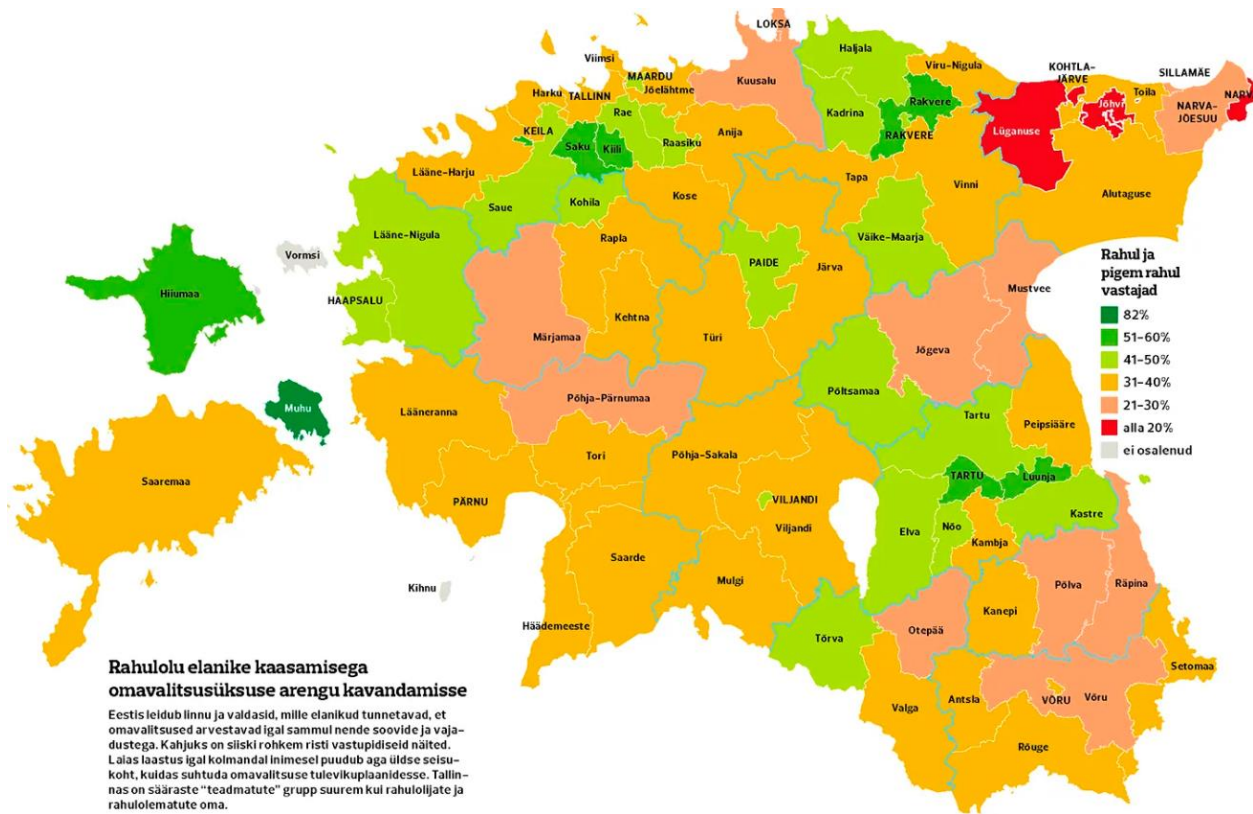 LOKSA
Haljala
Viimsi
MAARDU
Kuusalu
Viru-Nigula
KOHTLA-
JÄRVE
SILLAMÄE
Harku
TALLINN
Jõelähtme
Toila
NARVA
Rae
Kadrina
Rakvere
Jõhvi
NARVA-
JÕESUU
KEILA
Anija
RAKVERE
Lüganuse
Saku
Kiili
Raasiku
Lääne-Harju
Tapa
Vinni
Kose
Alutaguse
Saue
Kohila
Lääne-Nigula
Rapla
Väike-Maarja
Vormsi
PAIDE
Järva
Hiiumaa
HAAPSALU
Mustvee
Kehtna
Märjamaa
Türi
Jõgeva
Rahul ja
pigem rahul
vastajad
82%
51–60%
41–50%
31–40%
21–30%
alla 20%
ei osalenud
Põltsamaa
Põhja-Pärnumaa
Muhu
Lääneranna
Tartu
Peipsiääre
Tori
Põhja-Sakala
Saaremaa
TARTU
Luunja
PÄRNU
VILJANDI
Viljandi
Kastre
Elva
Nõo
Kambja
Saarde
Mulgi
Kihnu
Põlva
Räpina
Kanepi
Häädemeeste
Otepää
Tõrva
Setomaa
Antsla
VÕRU
Võru
Valga
Rõuge
Rahulolu elanike kaasamisega
omavalitsusüksuse arengu kavandamisse
Eestis leidub linnu ja valdasid, mille elanikud tunnetavad, et
omavalitsused arvestavad igal sammul nende soovide ja vaja-
dustega. Kahjuks on siiski rohkem risti vastupidiseid näited.
Laias laastus igal kolmandal inimesel puudub aga üldse seisu-
koht, kuidas suhtuda omavalitsuse tulevikuplaanidesse. Tallin-
nas on sääraste “teadmatute” grupp suurem kui rahulolijate ja
rahulolematute oma.